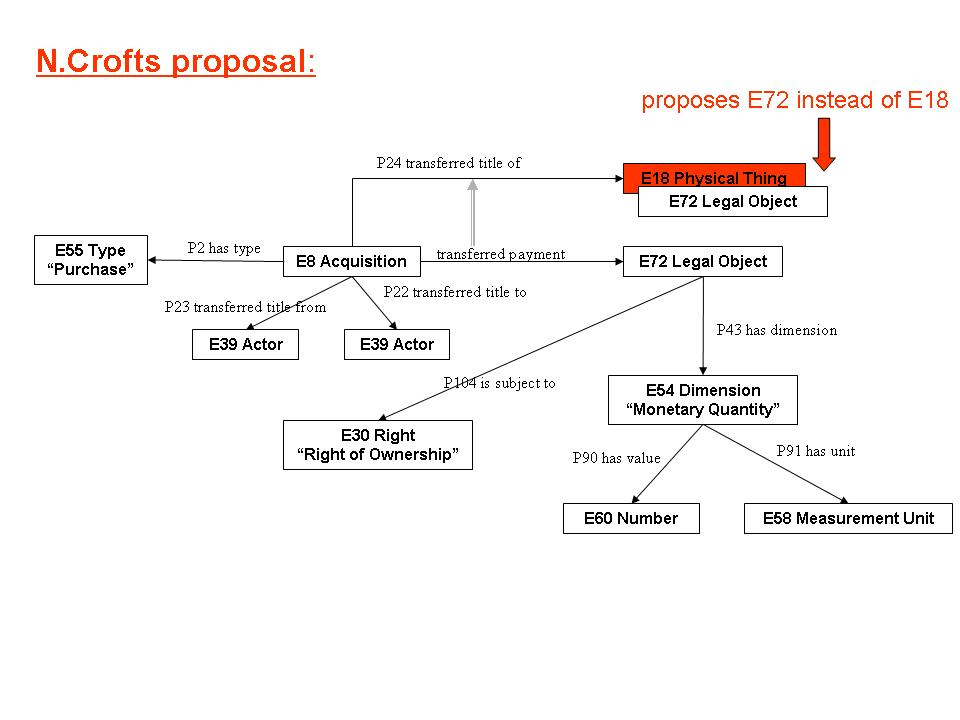 N.Crofts proposal:
proposes E72 instead of E18
P24 transferred title of
E18 Physical Thing
E72 Legal Object
E55 Type
“Purchase”
P2 has type
E8 Acquisition
transferred payment
E72 Legal Object
P23 transferred title from
P22 transferred title to
E39 Actor
E39 Actor
P43 has dimension
P104 is subject to
E54 Dimension
“Monetary Quantity”
E30 Right
“Right of Ownership”
P90 has value
P91 has unit
E60 Number
E58 Measurement Unit